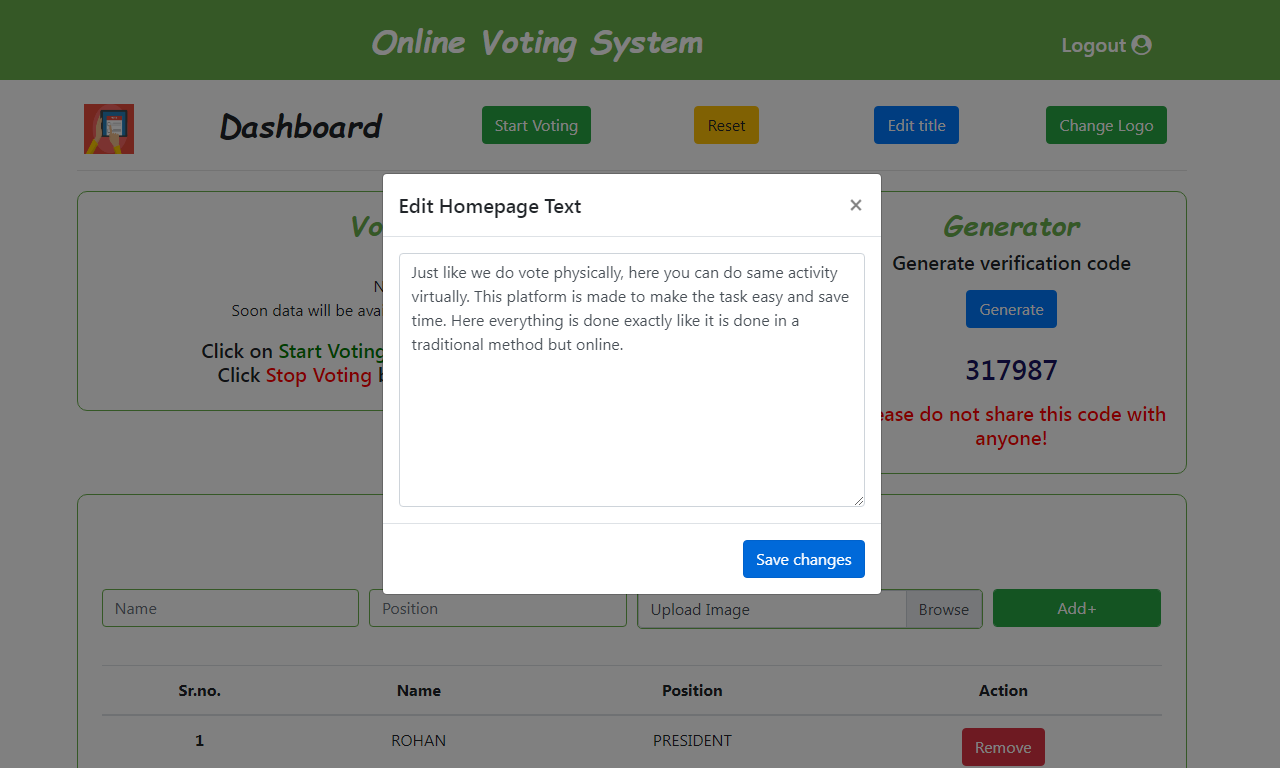 Online Voting System
Logout
Dashboard
Start Voting
Reset
Edit title
Change Logo
Edit Homepage Text
×
Just like we do vote physically, here you can do same activity
virtually. This platform is made to make the task easy and save
time. Here everything is done exactly like it is done in a
traditional method but online.
Save changes
Soon data will be
Click on Start Voting
Click Stop Voting
Generator
Generate verification code
Generate
317987
do not share this code with
anyone!
Name
Position
Upload Image
Browse
Add+
Sr.no. Name Position Action
1 ROHAN PRESIDENT Remove